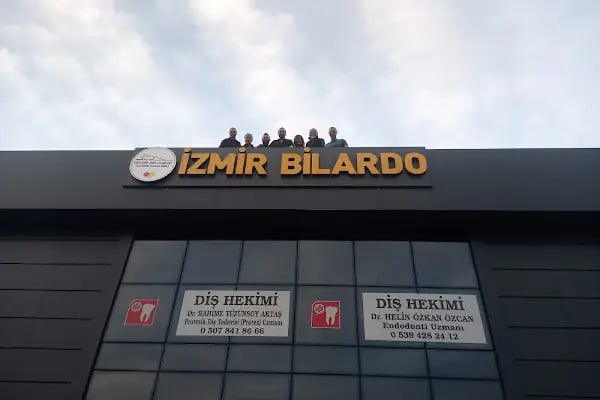 İZMİR BİLARDO
DİŞ HEKİMİ
Dr. RAHİME TÜZÜNSOY AKTAŞ
Protetik Diş Tedavisi (Protez) Uzmanı
0 507 841 86 66
DİŞ HEKİMİ
Dr. HELİN ÖZKAN ÖZCAN
Endodonti Uzmanı
0 539 428 24 12